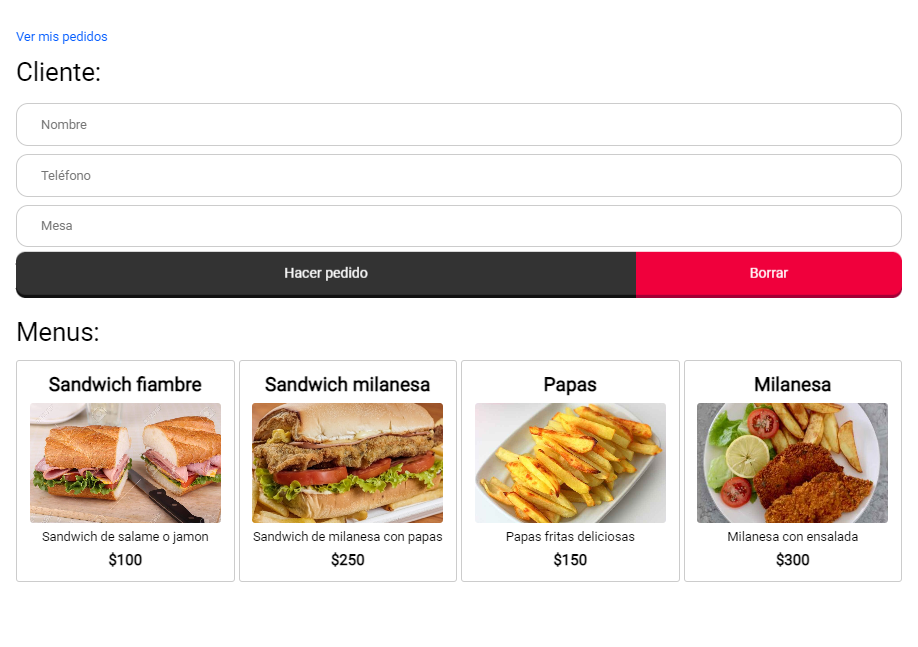 Ver mis pedidos
Cliente:
Nombre
Teléfono
Mesa
Hacer pedido
Borrar
Menus:
Sandwich fiambre
Sandwich de salame o jamon
$100
Sandwich milanesa
Sandwich de milanesa con papas
$250
Papas
Papas fritas deliciosas
$150
Milanesa
Milanesa con ensalada
$300